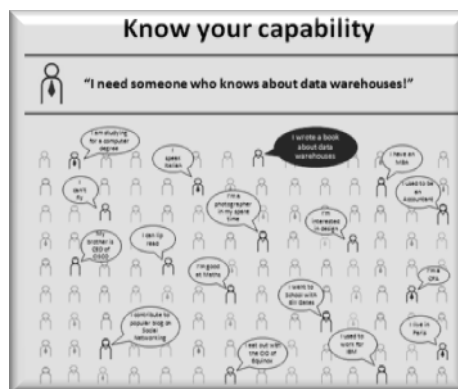 Know your capability
"I need someone who knows about data warehouses!"
I am studying
for a computer
degree
I
speak
Italian
I wrote a book
about data
warehouses
I have an
MBA
I can't
fly
I'm a
photographer
in my spare
time
I'm
interested
in design
I used to be
an
Accountant
My
brother is
CEO of
I can lip
read
I'm good
at Maths
I went to
School with
Bill Gates
I'm a
CPA
I contribute to
popular blog on
Social
Networking
I eat out with
the CIO of
Equinox
I used to
work for
IBM
I live in
Paris